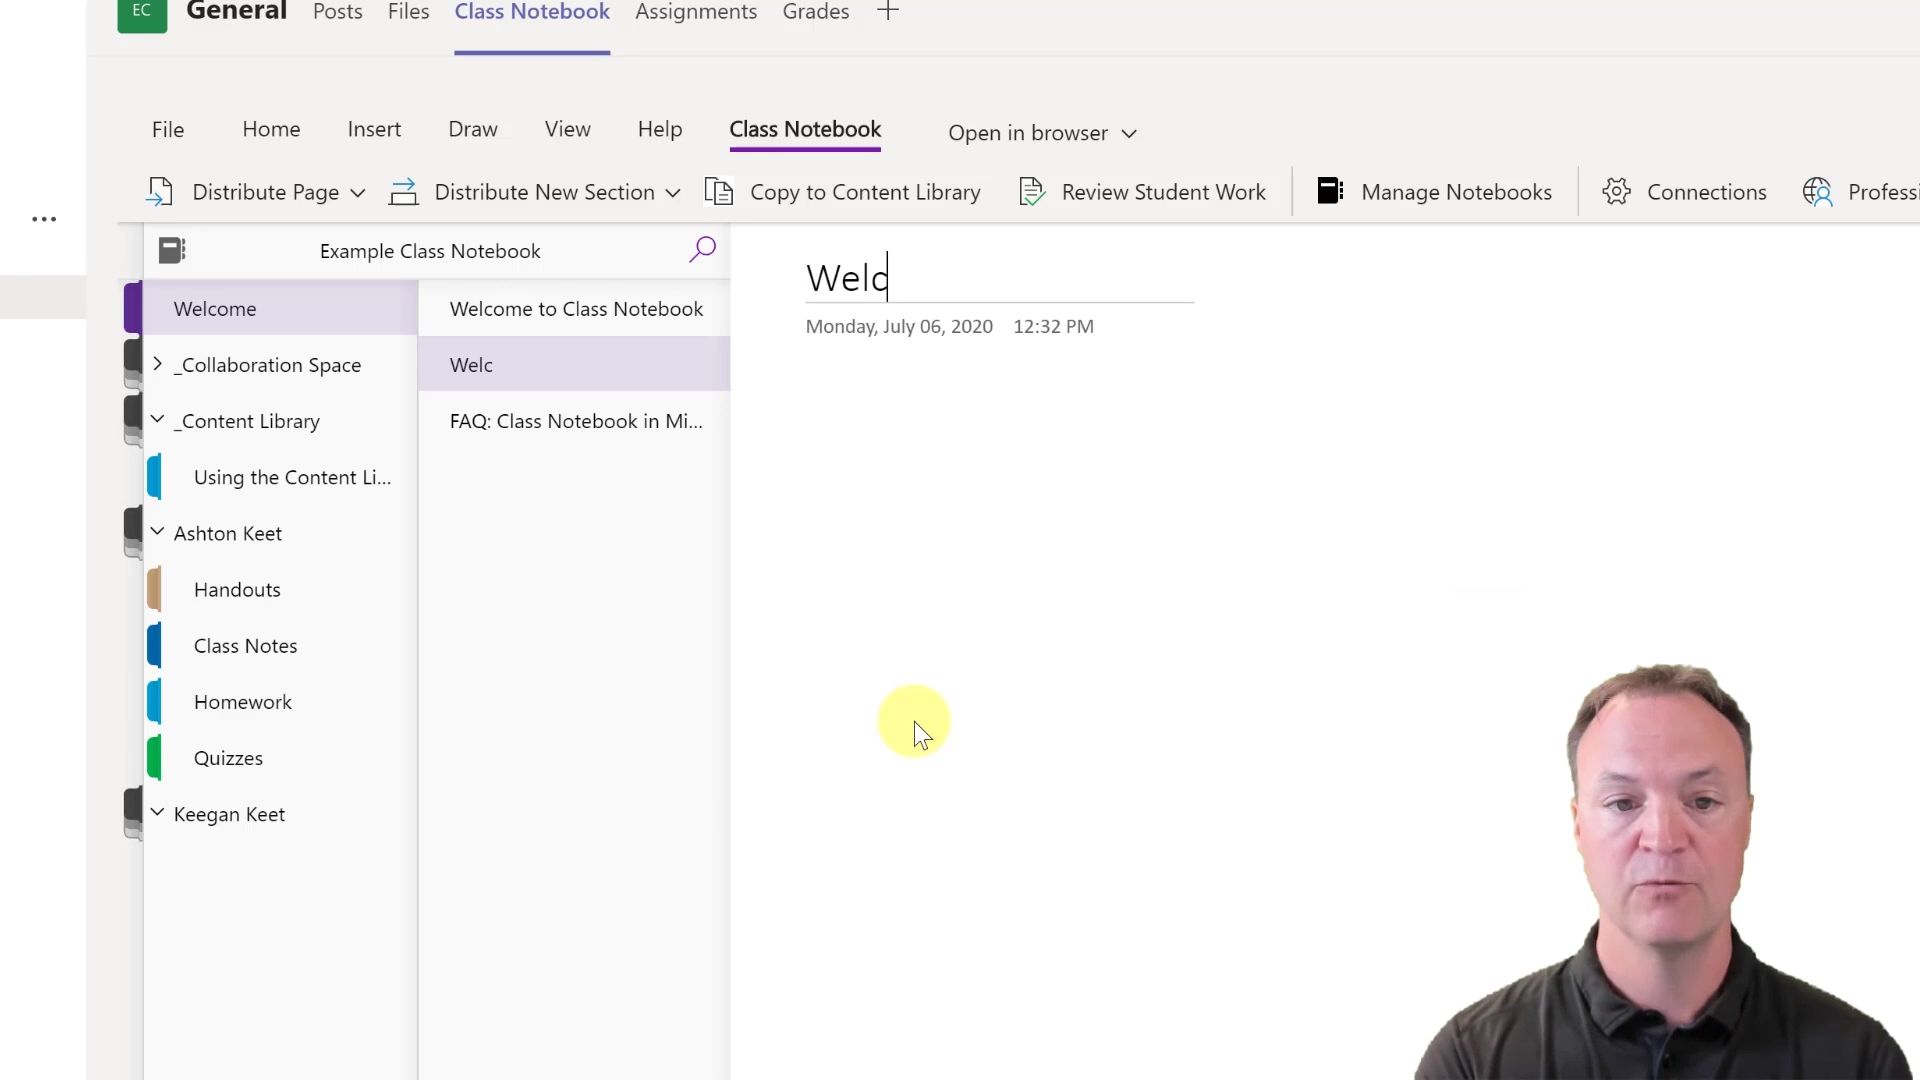 EC General Posts Files Class Notebook Assignments Grades
File Home Insert Draw View Help Class Notebook Open in browser
Distribute Page Distribute New Section Copy to Content Library Review Student Work Manage Notebooks Connections Professi
Example Class Notebook
Welcome
_Collaboration Space
_Content Library
Using the Content Li...
Ashton Keet
Handouts
Class Notes
Homework
Quizzes
Keegan Keet
Welcome to Class Notebook
Welc
FAQ: Class Notebook in Mi...
Welc
Monday, July 06, 2020 12:32 PM